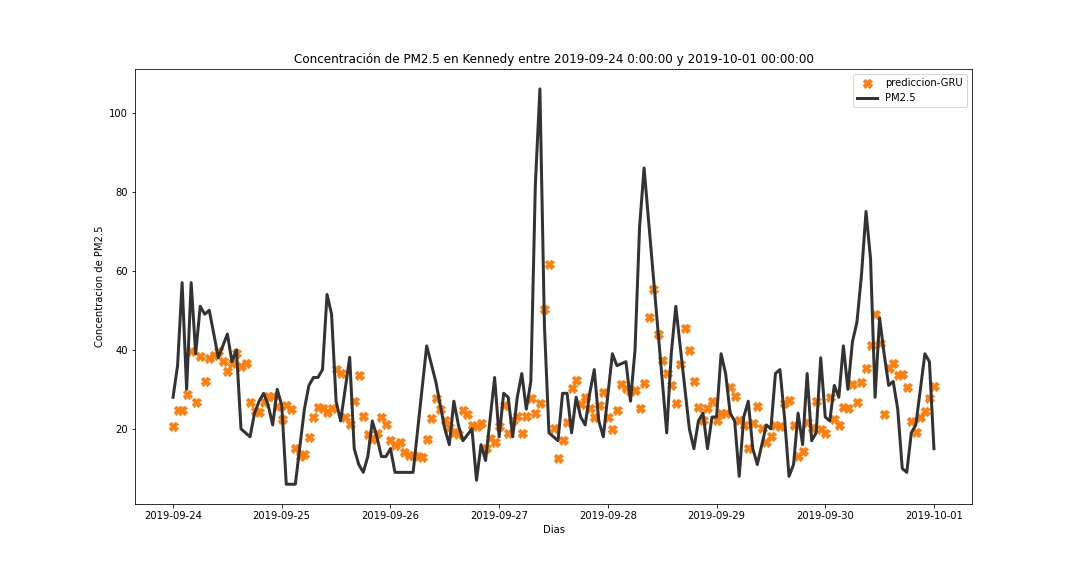 Concentración de PM2.5 en Kennedy entre 2019-09-24 0:00:00 y 2019-10-01 00:00:00
prediccion-GRU
PM2.5
Concentracion de PM2.5
100
80
60
40
20
2019-09-24 2019-09-25 2019-09-26 2019-09-27 2019-09-28 2019-09-29 2019-09-30 2019-10-01
Dias